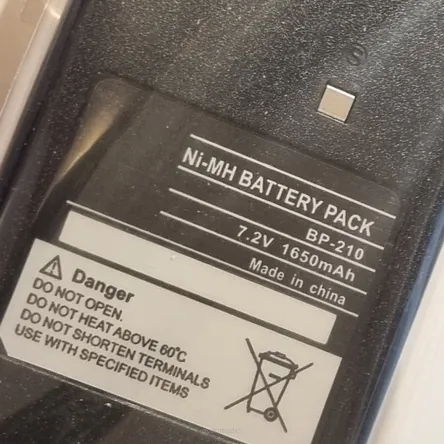 S
Ni-MH BATTERY PACK
BP-210
7.2V 1650mAh
Made in china
Danger
DO NOT OPEN.
DO NOT HEAT ABOVE 60℃
DO NOT SHORTEN TERMINALS
USE WITH SPECIFIED ITEMS